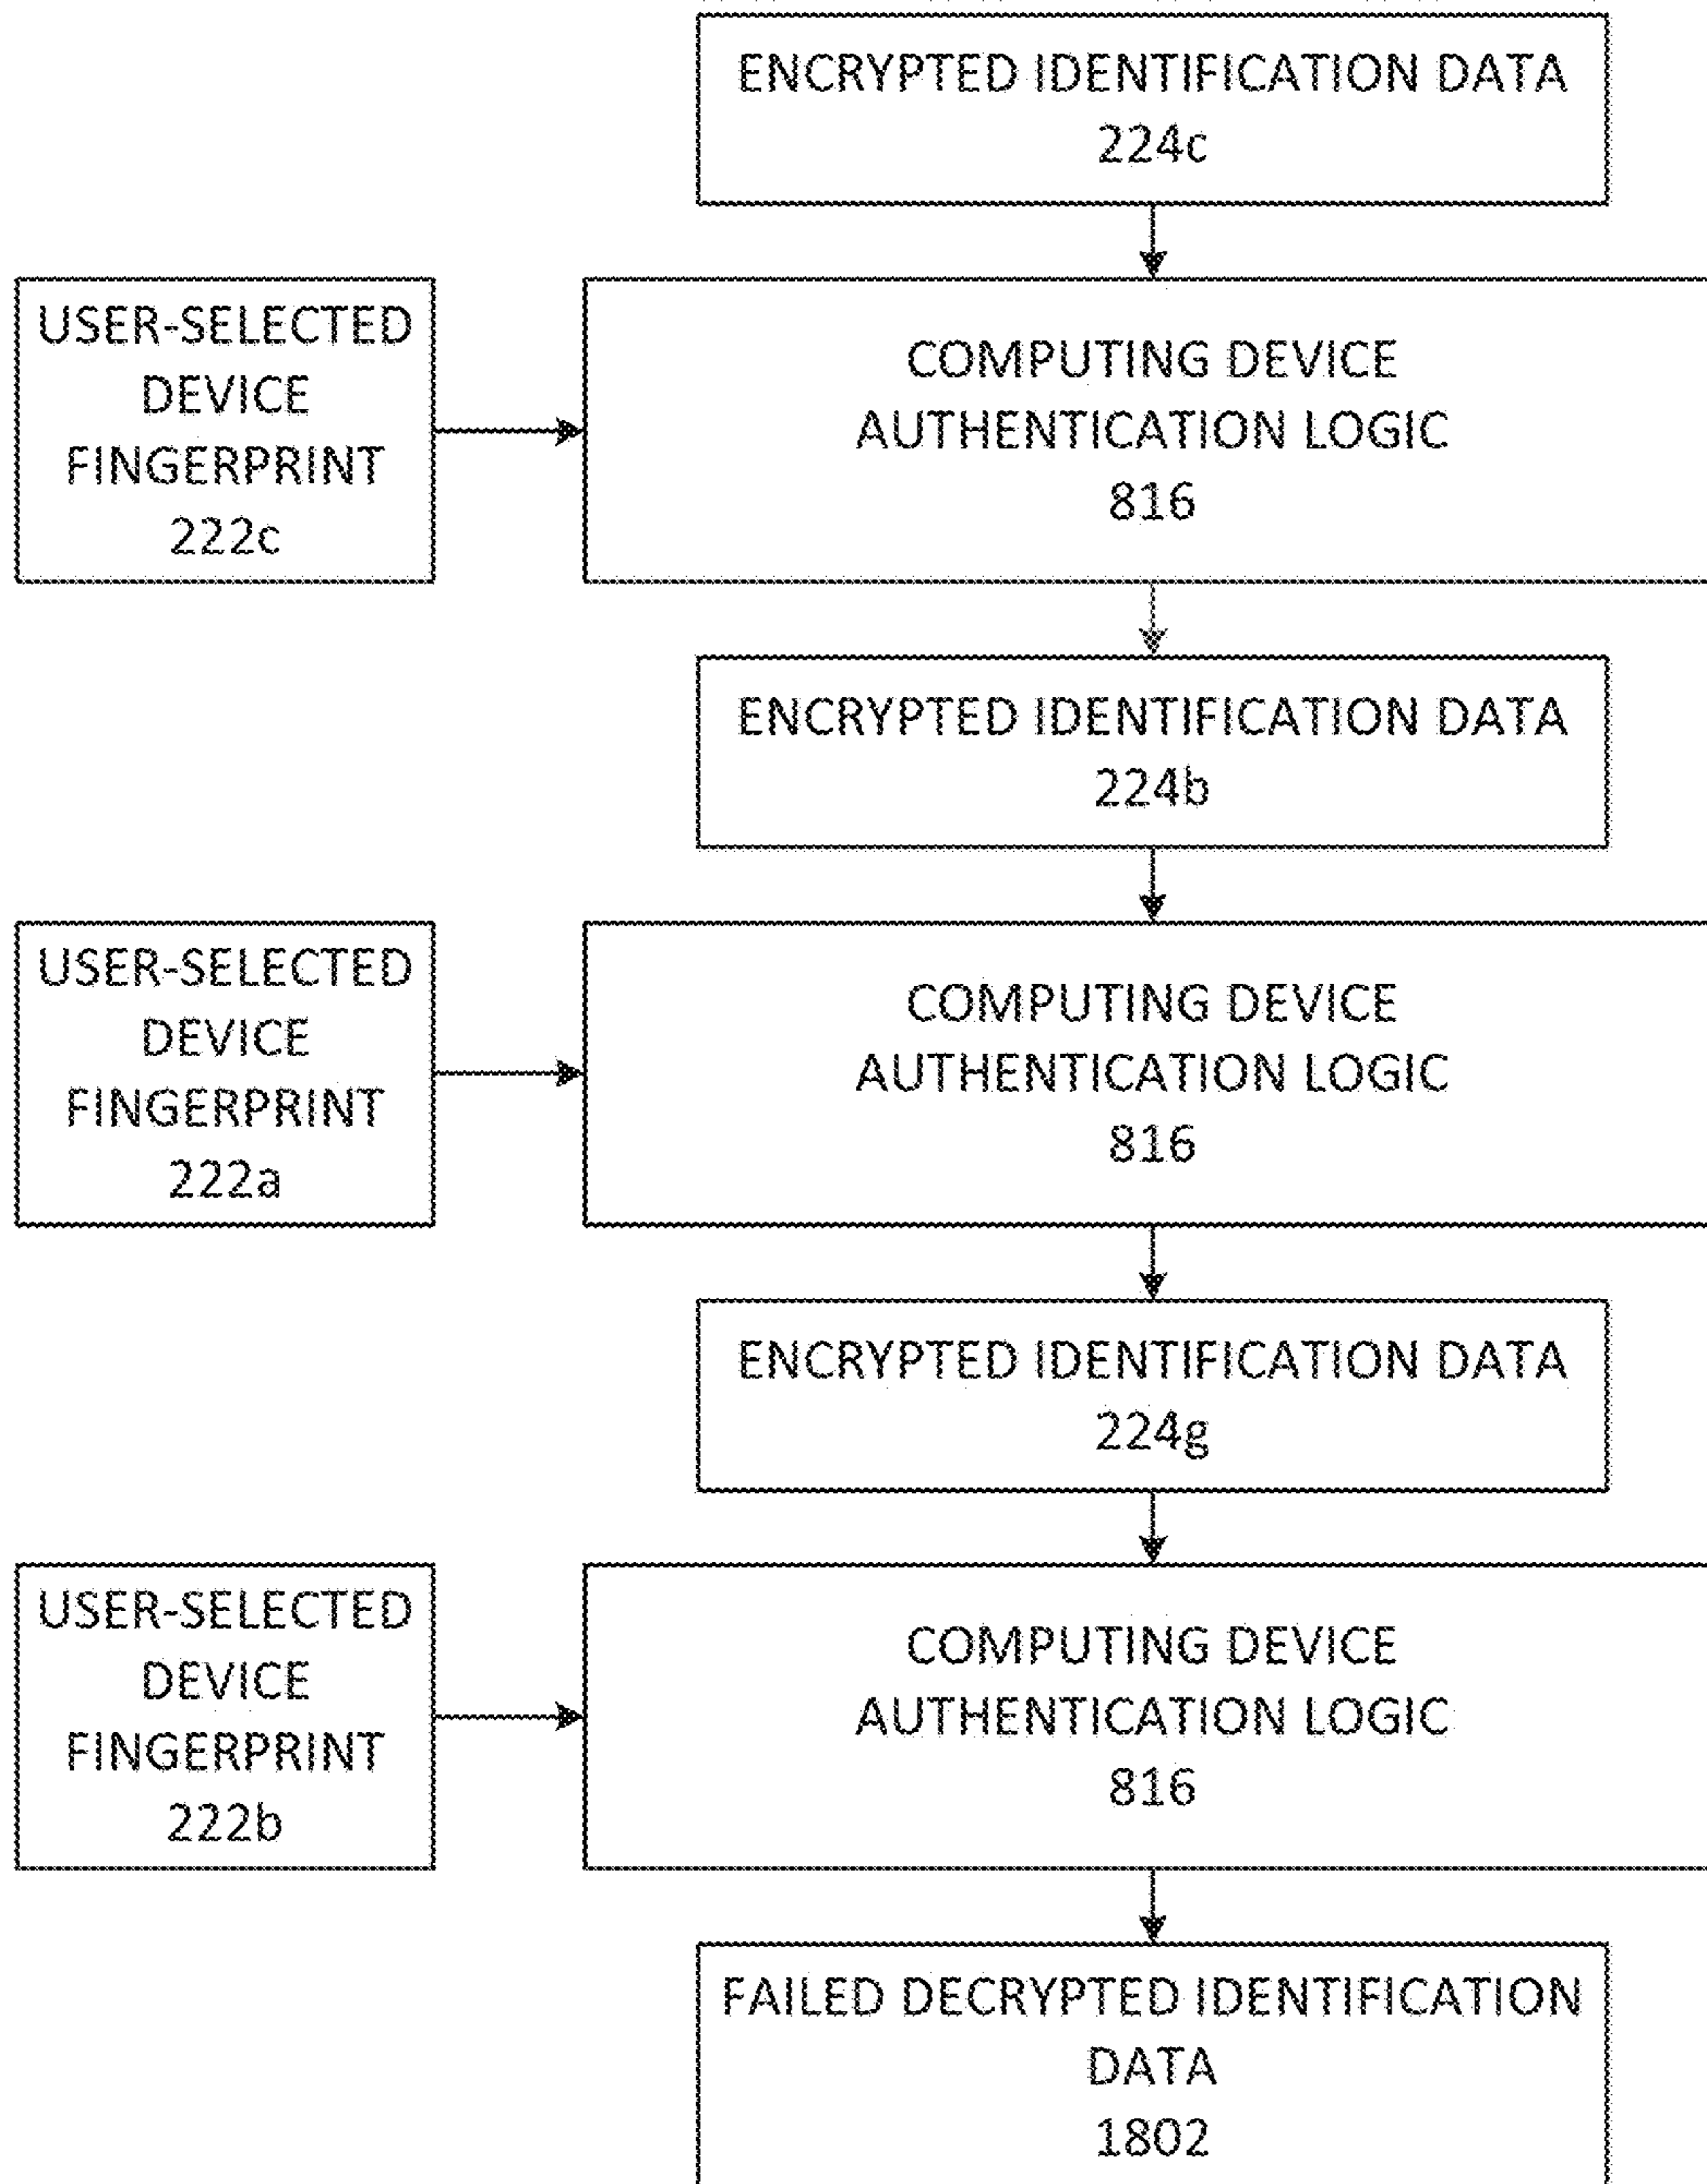 ENCRYPTED IDENTIFICATION DATA
224c
USER-SELECTED
DEVICE
FINGERPRINT
222c
COMPUTING DEVICE
AUTHENTICATION LOGIC
816
ENCRYPTED IDENTIFICATION DATA
224b
USER-SELECTED
DEVICE
FINGERPRINT
222a
COMPUTING DEVICE
AUTHENTICATION LOGIC
816
ENCRYPTED IDENTIFICATION DATA
224g
USER-SELECTED
DEVICE
FINGERPRINT
222b
COMPUTING DEVICE
AUTHENTICATION LOGIC
816
FAILED DECRYPTED IDENTIFICATION
DATA
1802